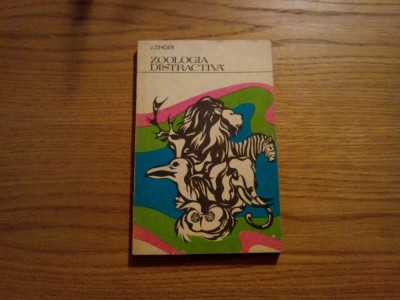 J. ZINGER
ZOOLOGIA
DISTRACTIVĂ